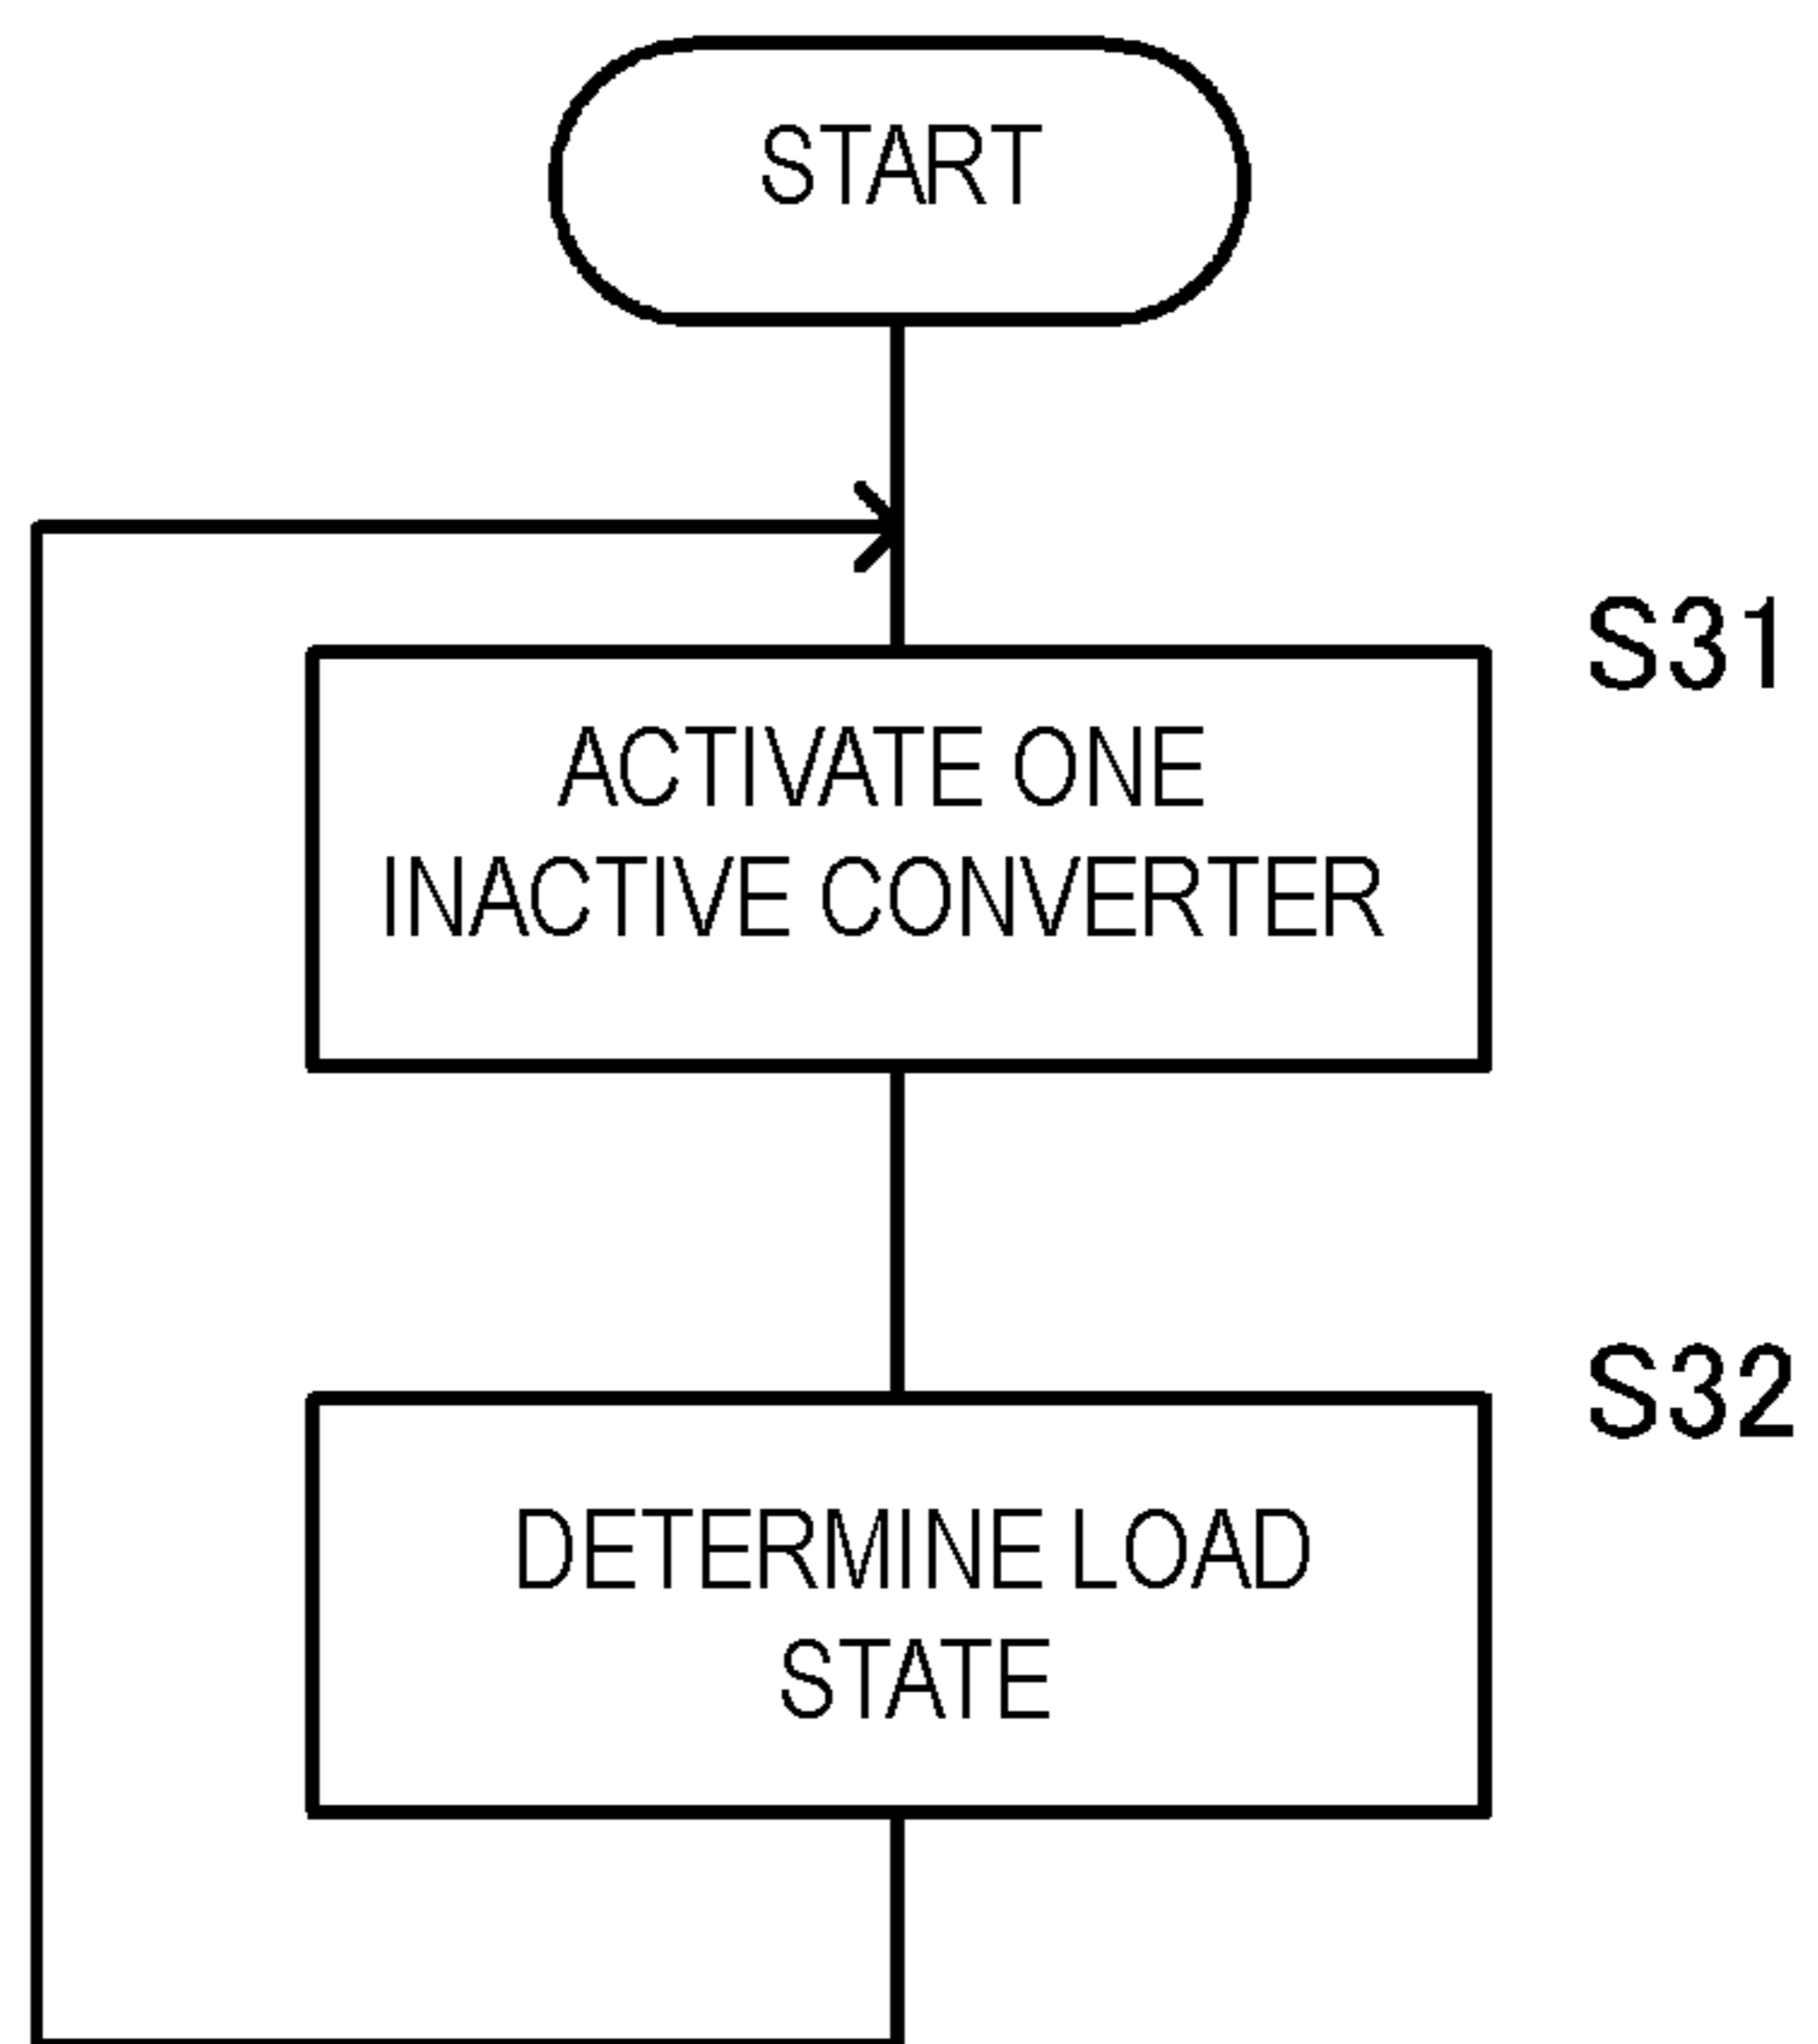 START
S31
ACTIVATE ONE
INACTIVE CONVERTER
S32
DETERMINE LOAD
STATE